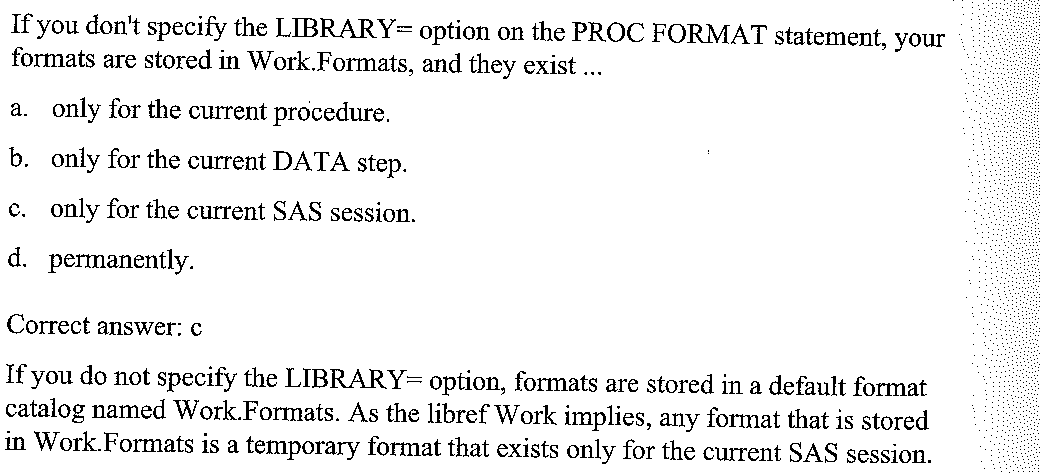 If you don't specify the LIBRARY= option on the PROC FORMAT statement, your
formats are stored in Work.Formats, and they exist ...
a. only for the current procedure.
b. only for the current DATA step.
c. only for the current SAS session.
d. permanently.
Correct answer: c
If you do not specify the LIBRARY= option, formats are stored in a default format
catalog named Work.Formats. As the libref Work implies, any format that is stored
in Work.Formats is a temporary format that exists only for the current SAS session.